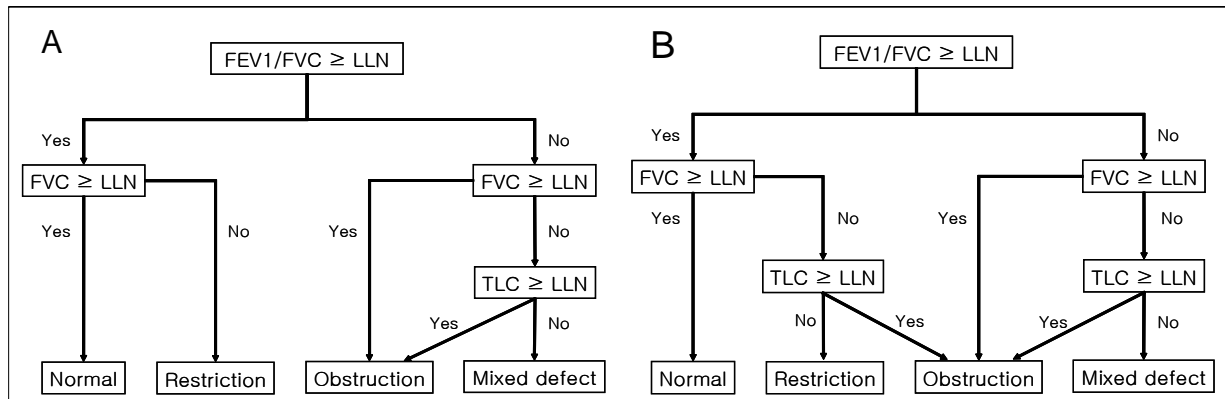 A
FEV1/FVC ≥ LLN
Yes
No
FVC ≥ LLN
FVC ≥ LLN
Yes
No
Yes
No
TLC ≥ LLN
Yes
No
Normal
Restriction
Obstruction
Mixed defect
B
FEV1/FVC ≥ LLN
Yes
No
FVC ≥ LLN
FVC ≥ LLN
Yes
No
Yes
No
TLC ≥ LLN
TLC ≥ LLN
No
Yes
Yes
No
Normal
Restriction
Obstruction
Mixed defect